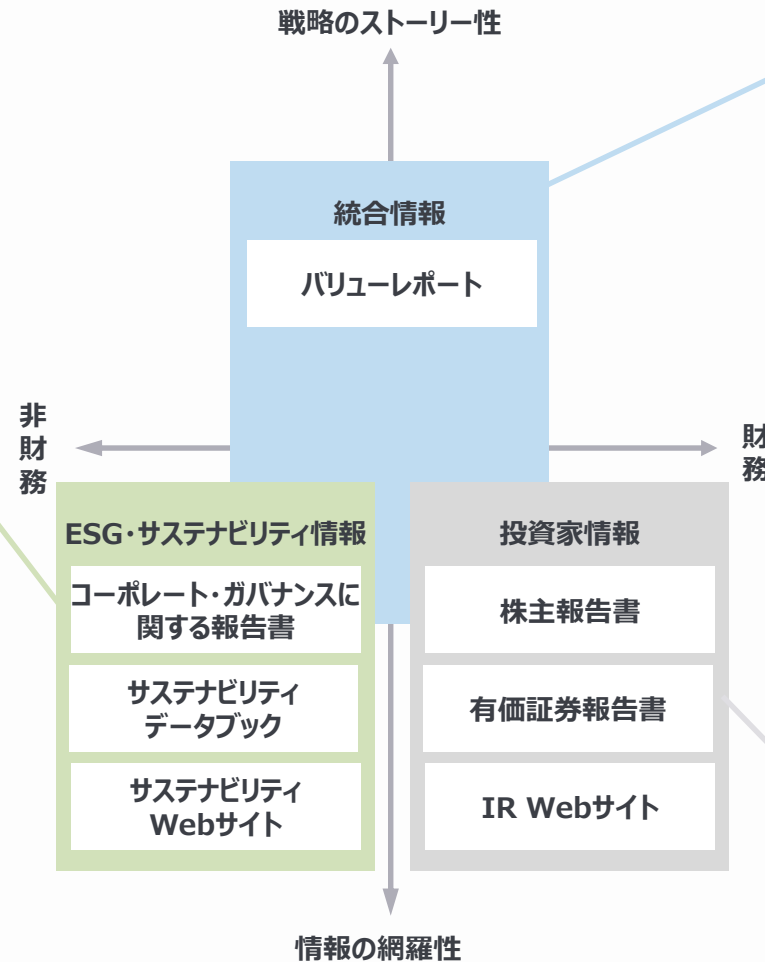 戦略のストーリー性
統合情報
バリューレポート
非
財
務
財
務
ESG・サステナビリティ情報
コーポレート・ガバナンスに
関する報告書
サステナビリティ
データブック
サステナビリティ
Webサイト
投資家情報
株主報告書
有価証券報告書
IR Webサイト
情報の網羅性